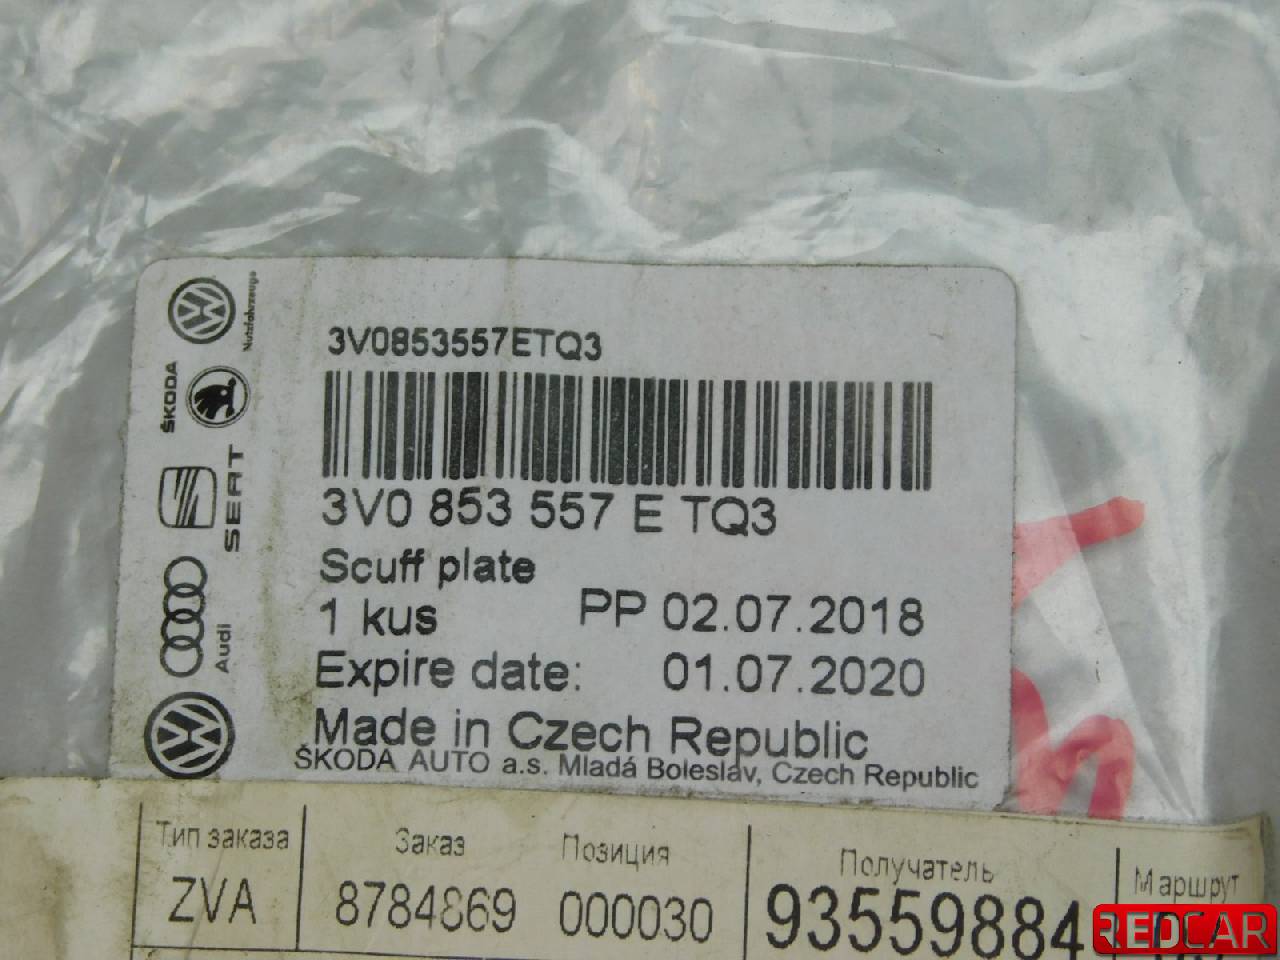 Nutzfahrzeuge
ŠKODA
SEAT
Audi
3V0853557ETQ3
3V0 853 557 E TQ3
Scuff plate
1 kus PP 02.07.2018
Expire date: 01.07.2020
Made in Czech Republic
ŠKODA AUTO a.s. Mladá Boleslav, Czech Republic
Тип заказа Заказ Позиция Получатель Маршрут
ZVA 8784869 000030 93559884
REDCAR